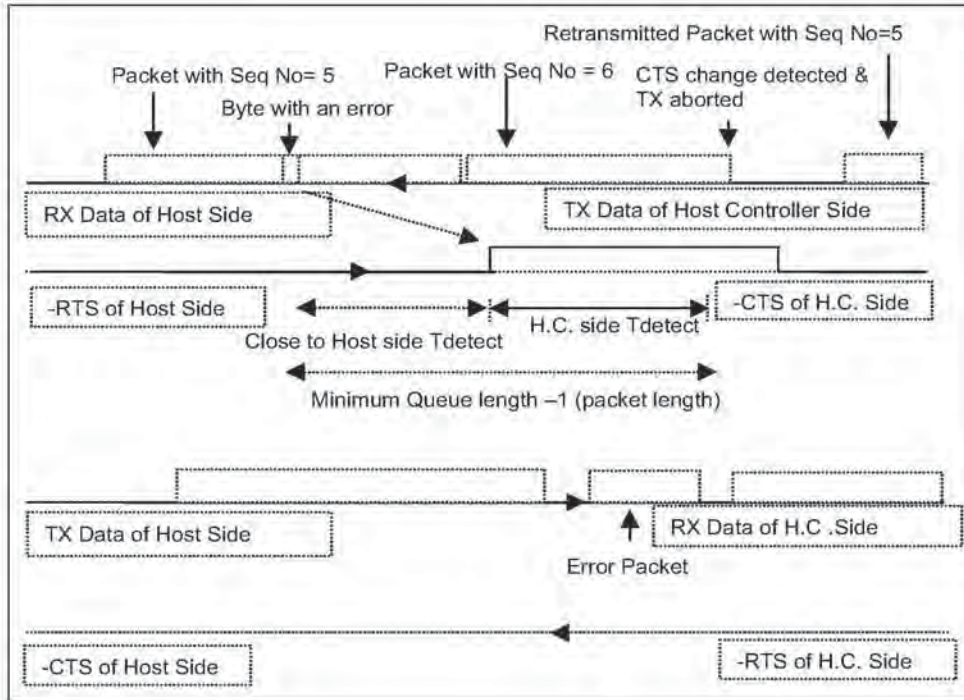 Retransmitted Packet with Seq No=5
Packet with Seq No= 5
Packet with Seq No = 6
CTS change detected &
TX aborted
Byte with an error
RX Data of Host Side
TX Data of Host Controller Side
-RTS of Host Side
-CTS of H.C. Side
H.C. side Tdetect
Close to Host side Tdetect
Minimum Queue length –1 (packet length)
TX Data of Host Side
RX Data of H.C .Side
Error Packet
-CTS of Host Side
-RTS of H.C. Side